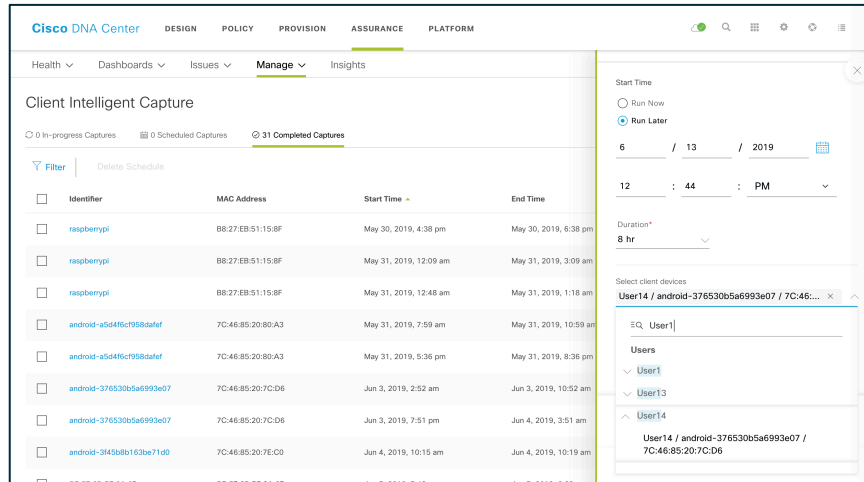 Cisco DNA Center DESIGN POLICY PROVISION ASSURANCE PLATFORM
Health Dashboards Issues Manage Insights
Client Intelligent Capture
0 In-progress Captures 0 Scheduled Captures 31 Completed Captures
Filter Delete Schedule
Identifier MAC Address Start Time End Time
raspberrypi B8:27:EB:51:15:8F May 30, 2019, 4:38 pm May 30, 2019, 6:38 pm
raspberrypi B8:27:EB:51:15:8F May 31, 2019, 12:09 am May 31, 2019, 3:09 am
raspberrypi B8:27:EB:51:15:8F May 31, 2019, 12:48 am May 31, 2019, 1:18 am
android-a5d4f6cf958dafef 7C:46:85:20:80:A3 May 31, 2019, 7:59 am May 31, 2019, 10:59 am
android-a5d4f6cf958dafef 7C:46:85:20:80:A3 May 31, 2019, 5:36 pm May 31, 2019, 8:36 pm
android-376530b5a6993e07 7C:46:85:20:7C:D6 Jun 3, 2019, 2:52 am Jun 3, 2019, 10:52 am
android-376530b5a6993e07 7C:46:85:20:7C:D6 Jun 3, 2019, 7:51 pm Jun 4, 2019, 3:51 am
android-3f45b8b163be71d0 7C:46:85:20:7E:C0 Jun 4, 2019, 10:15 am Jun 4, 2019, 10:19 am
Start Time
Run Now
Run Later
6 / 13 / 2019
12 : 44 : PM
Duration*
8 hr
Select client devices
User14 / android-376530b5a6993e07 / 7C:46:... ×
User1
Users
User1
User13
User14
User14 / android-376530b5a6993e07 /
7C:46:85:20:7C:D6